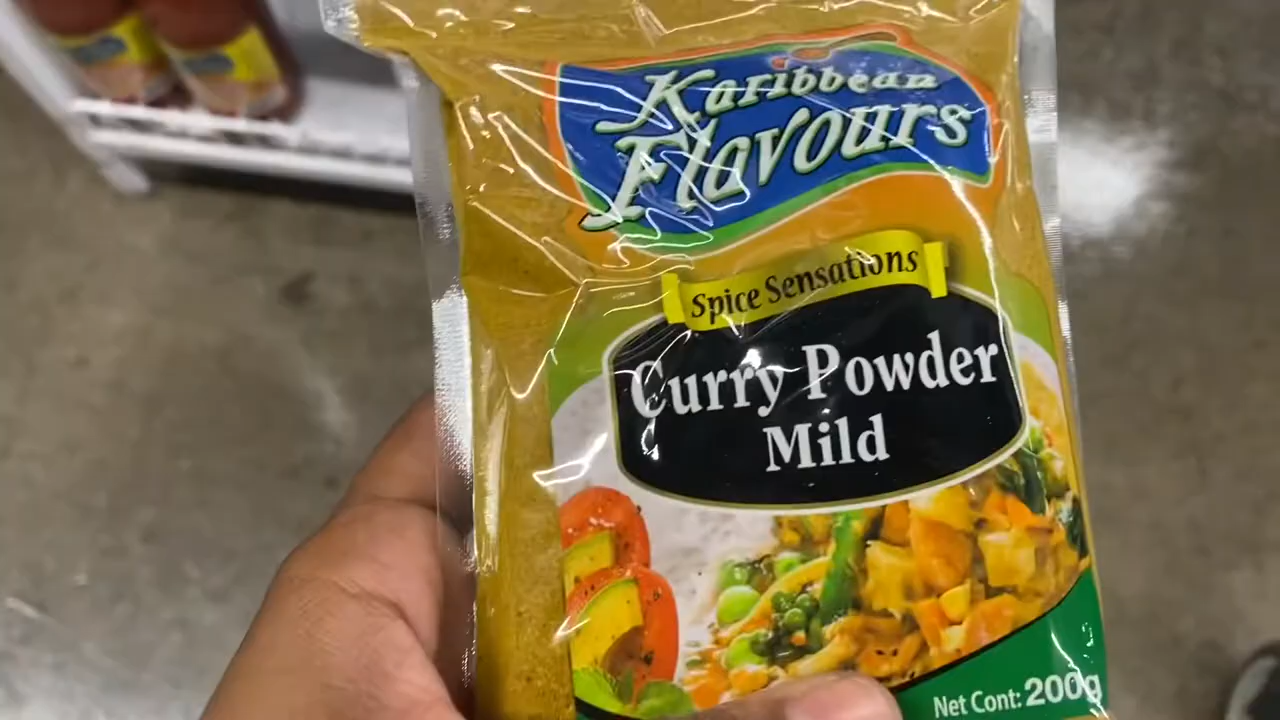 Karibbean
Flavours
Spice Sensations
Curry Powder
Mild
Net Cont: 200g